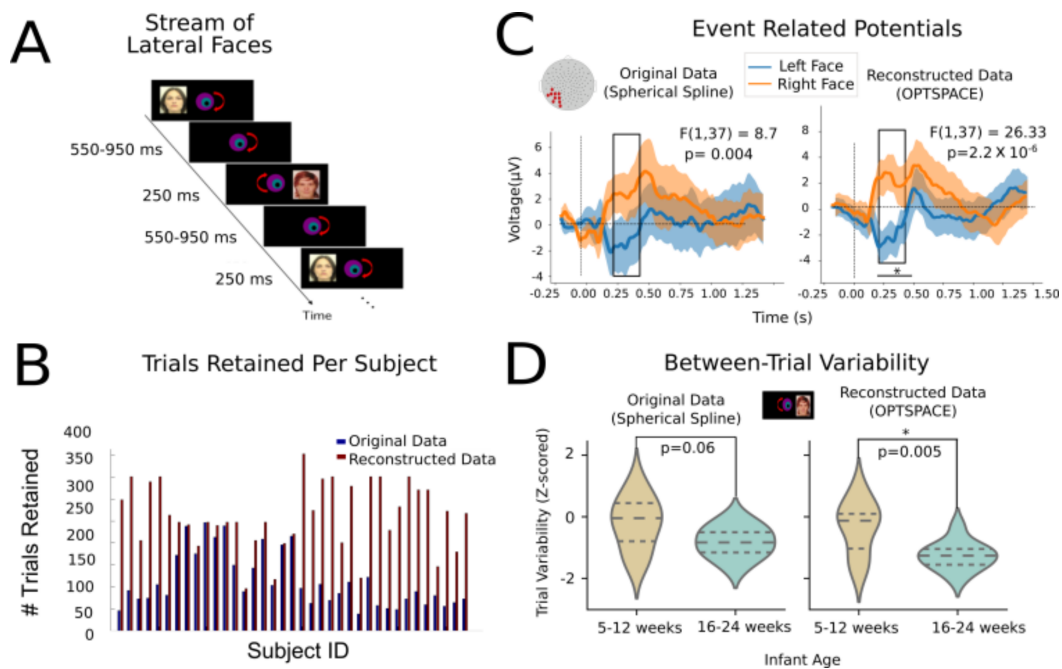 A
Stream of
Lateral Faces
550-950 ms
250 ms
550-950 ms
250 ms
Time
B
Trials Retained Per Subject
Original Data
Reconstructed Data
# Trials Retained
400
350
300
250
200
150
100
50
0
Subject ID
C
Event Related Potentials
Original Data
(Spherical Spline)
Left Face
Right Face
Reconstructed Data
(OPTSPACE)
F(1,37) = 8.7
p= 0.004
F(1,37) = 26.33
p=2.2 X 10⁻⁶
Voltage(μV)
6
4
2
0
-2
-4
8
6
4
2
0
-2
-4
*
-0.25 0.00 0.25 0.50 0.75 1.00 1.25
-0.25 0.00 0.25 0.50 0.75 1.00 1.25 1.50
Time (s)
D
Between-Trial Variability
Original Data
(Spherical Spline)
Reconstructed Data
(OPTSPACE)
p=0.06
*
p=0.005
Trial Variability (Z-scored)
2
0
-2
5-12 weeks 16-24 weeks
5-12 weeks 16-24 weeks
Infant Age